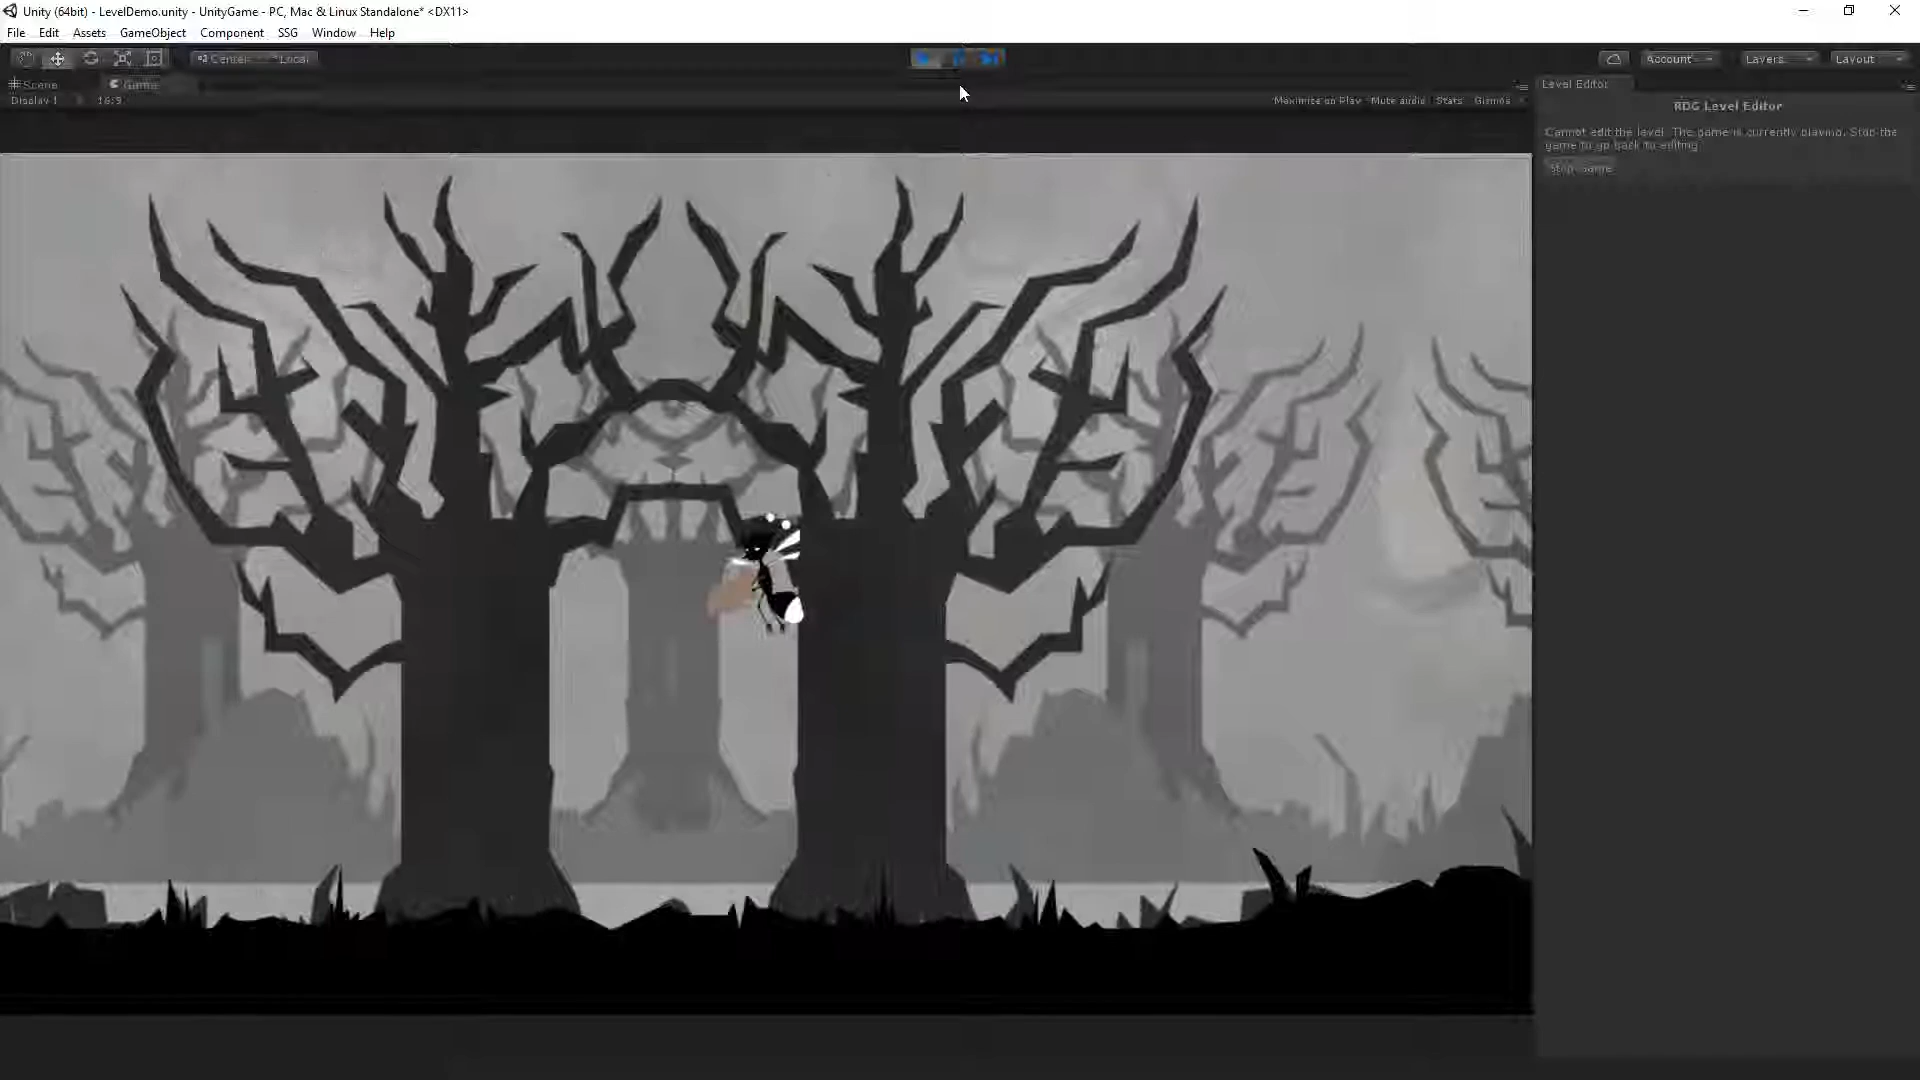 Unity (64bit) - LevelDemo.unity - UnityGame - PC, Mac & Linux Standalone* <DX11>
File Edit Assets GameObject Component SSG Window Help
Center Local Account Layers Layout
Scene Game Level Editor
Display 1 16:9 Maximize on Play Mute audio Stats Gizmos
RDG Level Editor
Cannot edit the level. The game is currently playing. Stop the
game to go back to editing
Stop Game